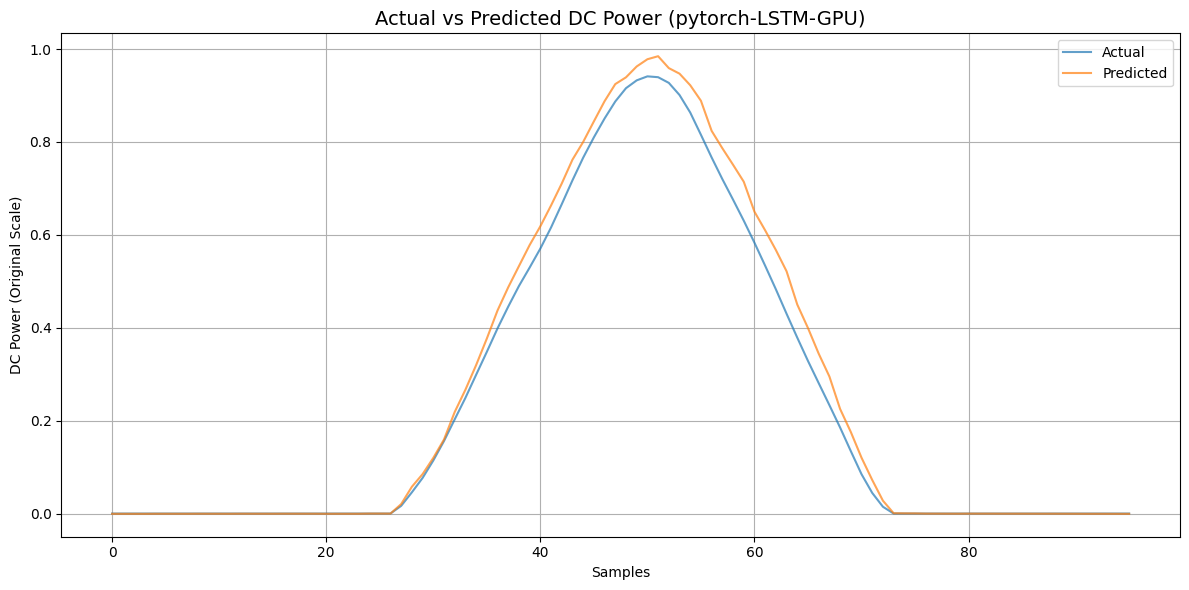 Actual vs Predicted DC Power (pytorch-LSTM-GPU)
Actual
Predicted
DC Power (Original Scale)
1.0
0.8
0.6
0.4
0.2
0.0
0 20 40 60 80
Samples